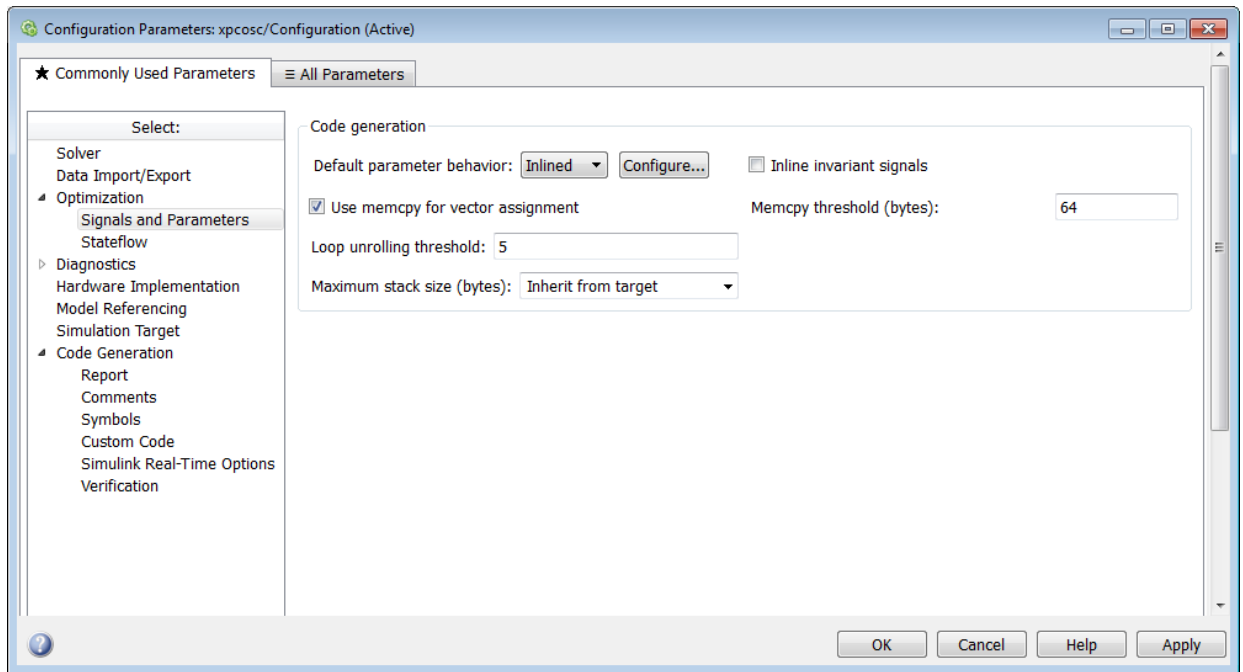 Configuration Parameters: xpcosc/Configuration (Active)
★ Commonly Used Parameters
≡ All Parameters
Select:
Solver
Data Import/Export
Optimization
Signals and Parameters
Stateflow
Diagnostics
Hardware Implementation
Model Referencing
Simulation Target
Code Generation
Report
Comments
Symbols
Custom Code
Simulink Real-Time Options
Verification
Code generation
Default parameter behavior: Inlined Configure... Inline invariant signals
Use memcpy for vector assignment Memcpy threshold (bytes): 64
Loop unrolling threshold: 5
Maximum stack size (bytes): Inherit from target
OK Cancel Help Apply